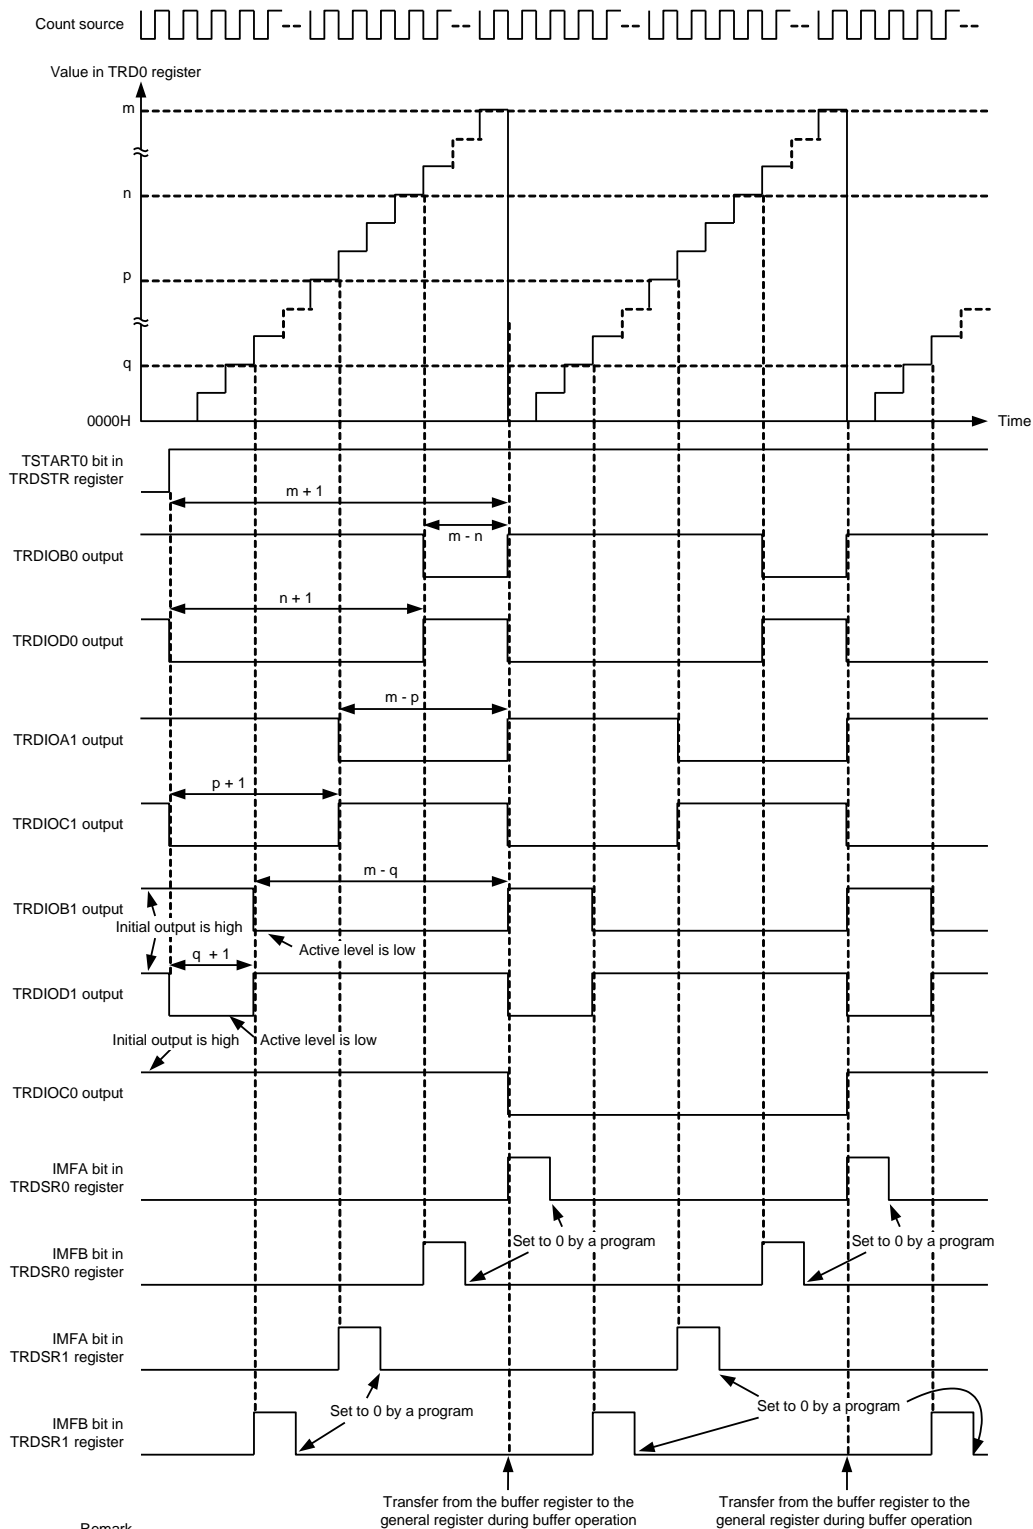 Count source
Value in TRD0 register
m
n
p
q
0000H
Time
TSTART0 bit in
TRDSTR register
m + 1
m - n
TRDIOB0 output
n + 1
TRDIOD0 output
m - p
TRDIOA1 output
p + 1
TRDIOC1 output
m - q
TRDIOB1 output
Initial output is high
Active level is low
q + 1
TRDIOD1 output
Initial output is high
Active level is low
TRDIOC0 output
IMFA bit in
TRDSR0 register
Set to 0 by a program
Set to 0 by a program
IMFB bit in
TRDSR0 register
IMFA bit in
TRDSR1 register
Set to 0 by a program
Set to 0 by a program
IMFB bit in
TRDSR1 register
Transfer from the buffer register to the
general register during buffer operation
Transfer from the buffer register to the
general register during buffer operation
Remark